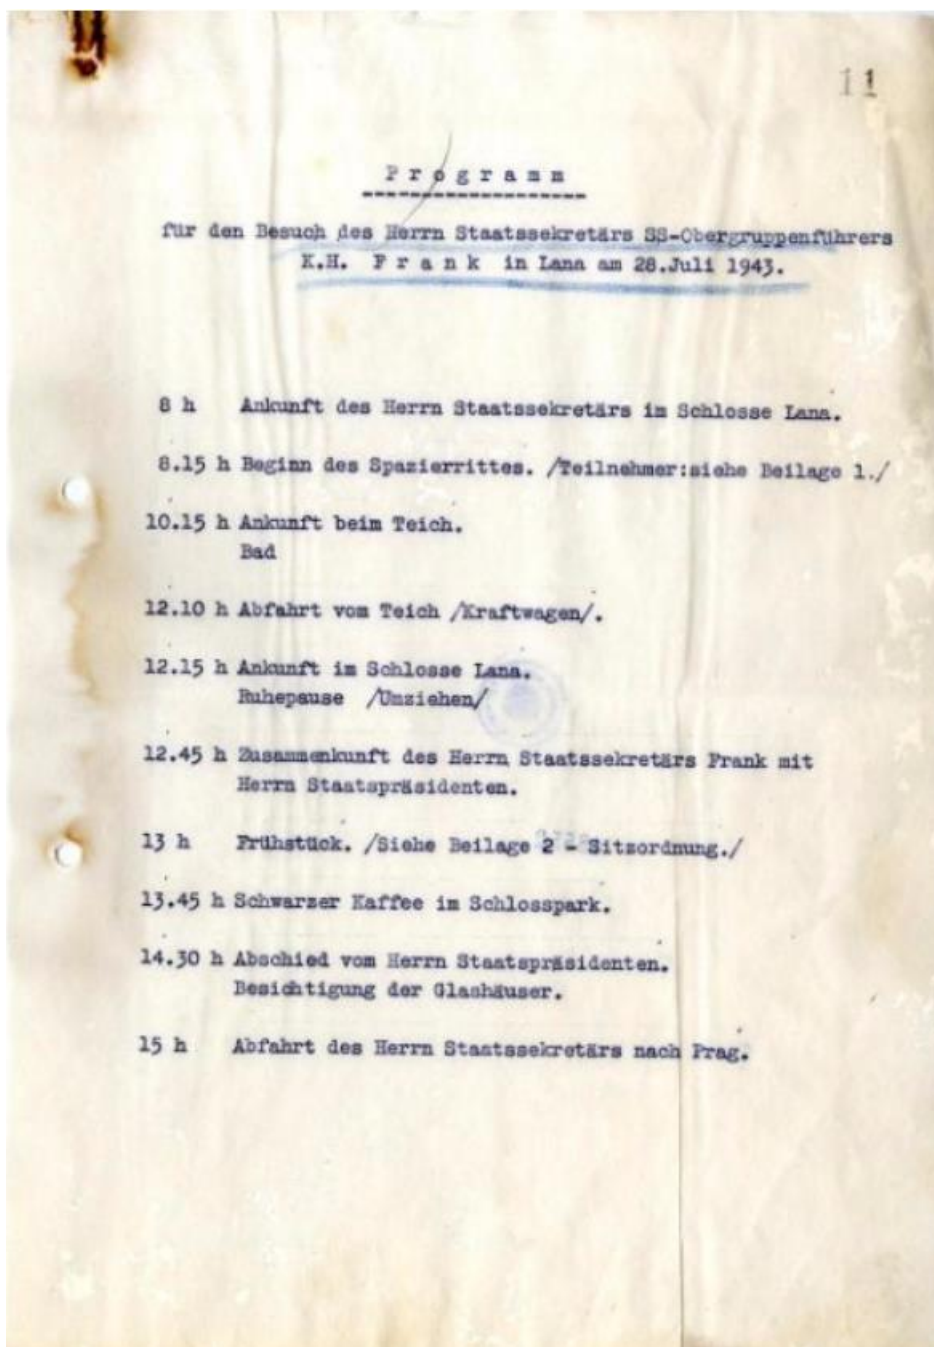 11
Programm
für den Besuch des Herrn Staatssekretärs SS-Obergruppenführers
K.H. Frank in Lana am 28.Juli 1943.
8 h Ankunft des Herrn Staatssekretärs im Schlosse Lana.
8.15 h Beginn des Spazierrittes. /Teilnehmer:siehe Beilage 1./
10.15 h Ankunft beim Teich.
Bad
12.10 h Abfahrt vom Teich /Kraftwagen/.
12.15 h Ankunft im Schlosse Lana.
Ruhepause /Umziehen/
12.45 h Zusammenkunft des Herrn Staatssekretärs Frank mit
Herrn Staatspräsidenten.
13 h Frühstück. /Siehe Beilage 2 - Sitzordnung./
13.45 h Schwarzer Kaffee im Schlosspark.
14.30 h Abschied vom Herrn Staatspräsidenten.
Besichtigung der Glashäuser.
15 h Abfahrt des Herrn Staatssekretärs nach Prag.